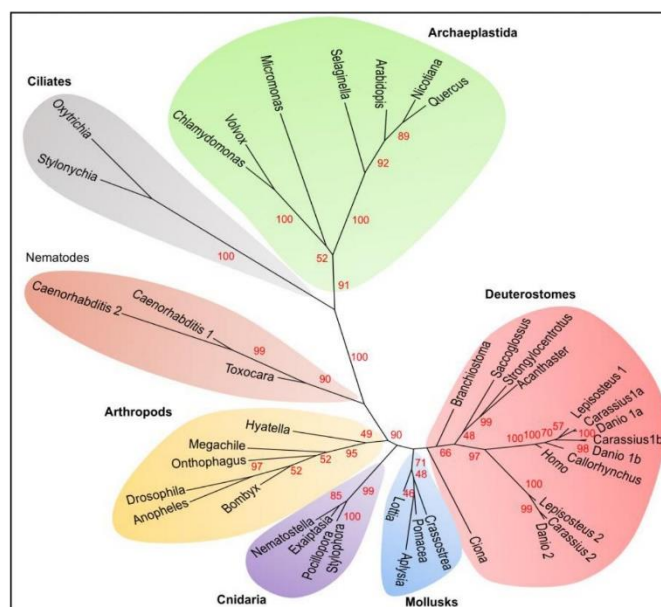 Archaeplastida
Ciliates
Oxytrichia
Stylonychia
Chlamydomonas
Volvox
Micromonas
Selaginella
Arabidopis
Nicotiana
Quercus
89
92
100
100
52
91
100
Nematodes
Caenorhabditis 2
Caenorhabditis 1
Toxocara
99
90
100
Deuterostomes
Branchiostoma
Saccoglossus
Strongylocentrotus
Acanthaster
Lepisosteus 1
Carassius1a
Danio 1a
Carassius1b
Danio 1b
Callorhynchus
Homo
Lepisosteus 2
Carassius 2
Danio 2
Ciona
99
48
66
97
100
100
70
57
100
98
100
99
Arthropods
Hyatella
Megachile
Onthophagus
Drosophila
Anopheles
Bombyx
49
90
95
52
52
97
Cnidaria
Nematostella
Exaiptasia
Pocillopora
Stylophora
85
99
100
Mollusks
Lottia
Aplysia
Pomacea
Crassostrea
71
48
46